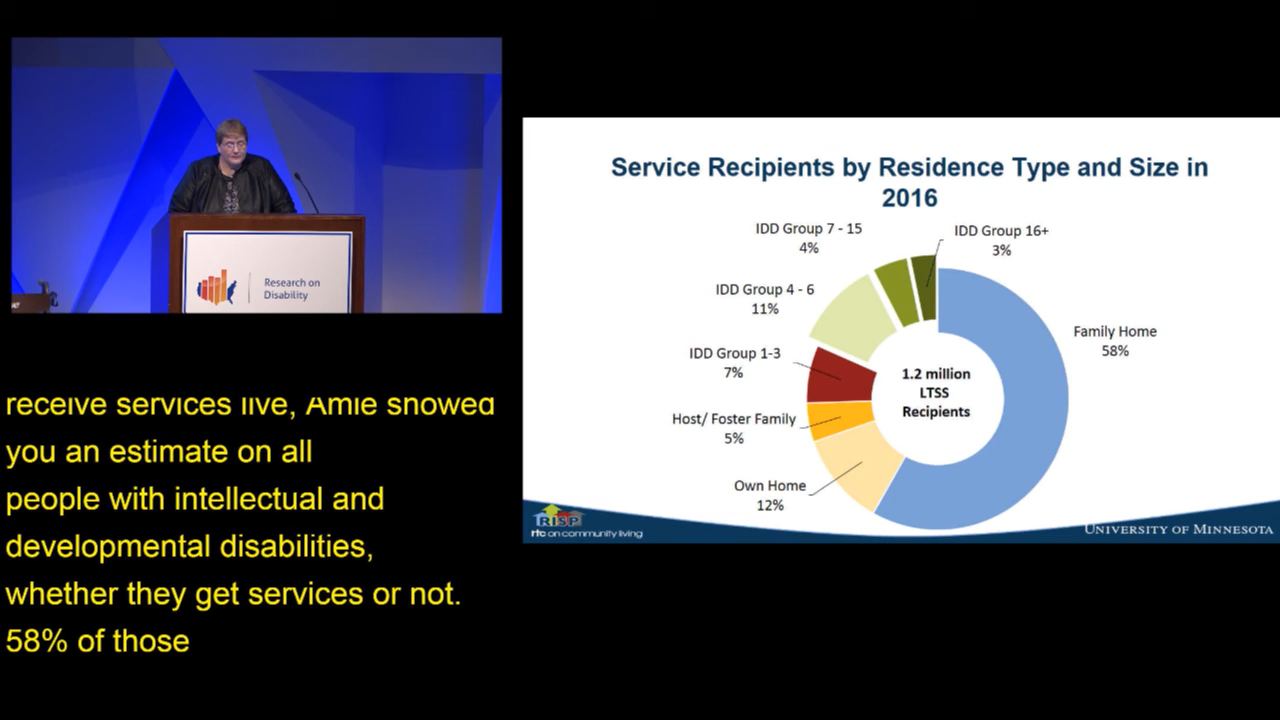 Research on
Disability
receive services live, Amie showed
you an estimate on all
people with intellectual and
developmental disabilities,
whether they get services or not.
58% of those
Service Recipients by Residence Type and Size in
2016
IDD Group 7 - 15
4%
IDD Group 16+
3%
IDD Group 4 - 6
11%
Family Home
58%
IDD Group 1-3
7%
1.2 million
LTSS
Recipients
Host/ Foster Family
5%
Own Home
12%
RISP
rtc on community living
UNIVERSITY OF MINNESOTA